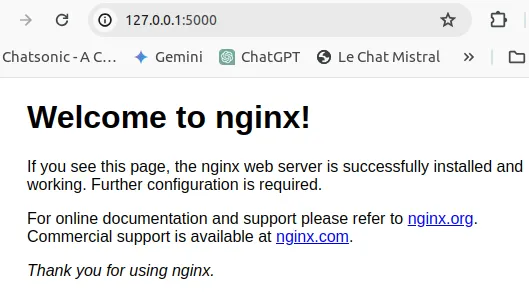 127.0.0.1:5000
Chatsonic - A C... Gemini ChatGPT Le Chat Mistral »
Welcome to nginx!
If you see this page, the nginx web server is successfully installed and
working. Further configuration is required.
For online documentation and support please refer to nginx.org.
Commercial support is available at nginx.com.
Thank you for using nginx.